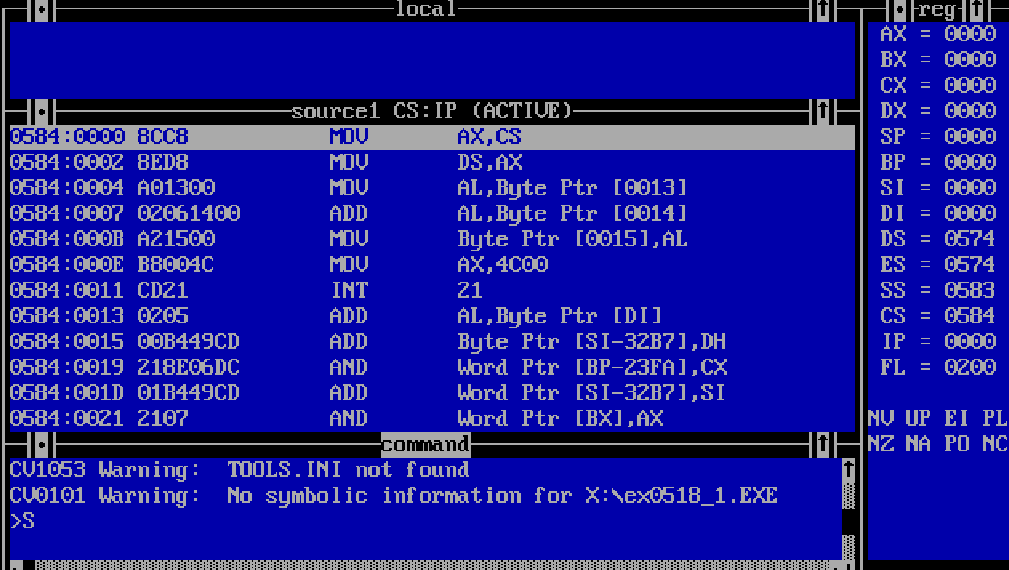 local
source1 CS:IP (ACTIVE)
0584:0000 8CC8 MOV AX,CS
0584:0002 8ED8 MOV DS,AX
0584:0004 A01300 MOV AL,Byte Ptr [0013]
0584:0007 02061400 ADD AL,Byte Ptr [0014]
0584:000B A21500 MOV Byte Ptr [0015],AL
0584:000E B8004C MOV AX,4C00
0584:0011 CD21 INT 21
0584:0013 0205 ADD AL,Byte Ptr [DI]
0584:0015 00B449CD ADD Byte Ptr [SI-32B7],DH
0584:0019 218E06DC AND Word Ptr [BP-23FA],CX
0584:001D 01B449CD ADD Word Ptr [SI-32B7],SI
0584:0021 2107 AND Word Ptr [BX],AX
command
CV1053 Warning: TOOLS.INI not found
CV0101 Warning: No symbolic information for X:\ex0518_1.EXE
>S
reg
AX = 0000
BX = 0000
CX = 0000
DX = 0000
SP = 0000
BP = 0000
SI = 0000
DI = 0000
DS = 0574
ES = 0574
SS = 0583
CS = 0584
IP = 0000
FL = 0200
NV UP EI PL
NZ NA PO NC